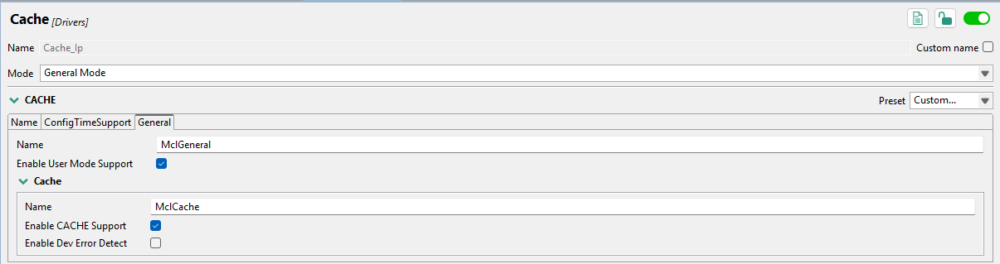 Cache [Drivers]
Name Cache_Ip Custom name
Mode General Mode
CACHE Preset Custom...
Name ConfigTimeSupport General
Name MclGeneral
Enable User Mode Support
Cache
Name MclCache
Enable CACHE Support
Enable Dev Error Detect